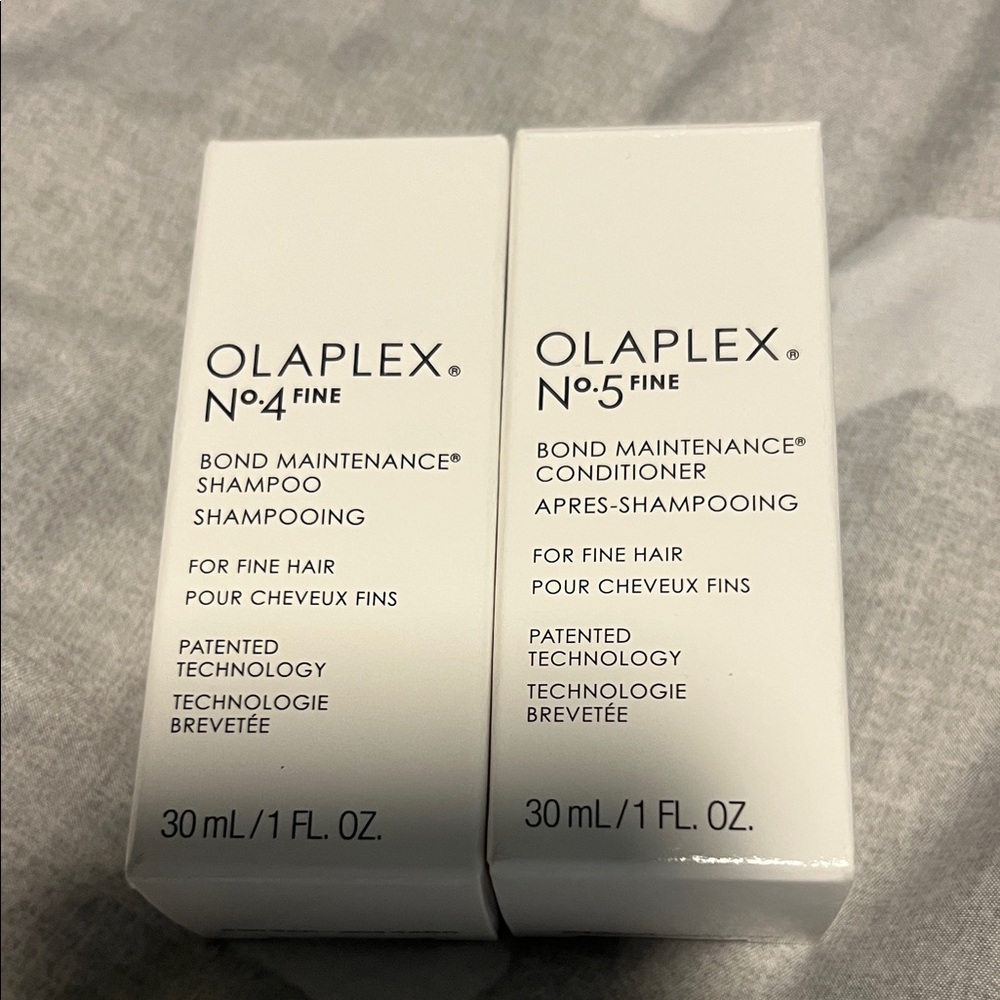 OLAPLEX®
Nº.4 FINE
BOND MAINTENANCE®
SHAMPOO
SHAMPOOING
FOR FINE HAIR
POUR CHEVEUX FINS
PATENTED
TECHNOLOGY
TECHNOLOGIE
BREVETÉE
30 mL/1 FL. OZ.
OLAPLEX®
Nº.5 FINE
BOND MAINTENANCE®
CONDITIONER
APRES-SHAMPOOING
FOR FINE HAIR
POUR CHEVEUX FINS
PATENTED
TECHNOLOGY
TECHNOLOGIE
BREVETÉE
30 mL/1 FL. OZ.